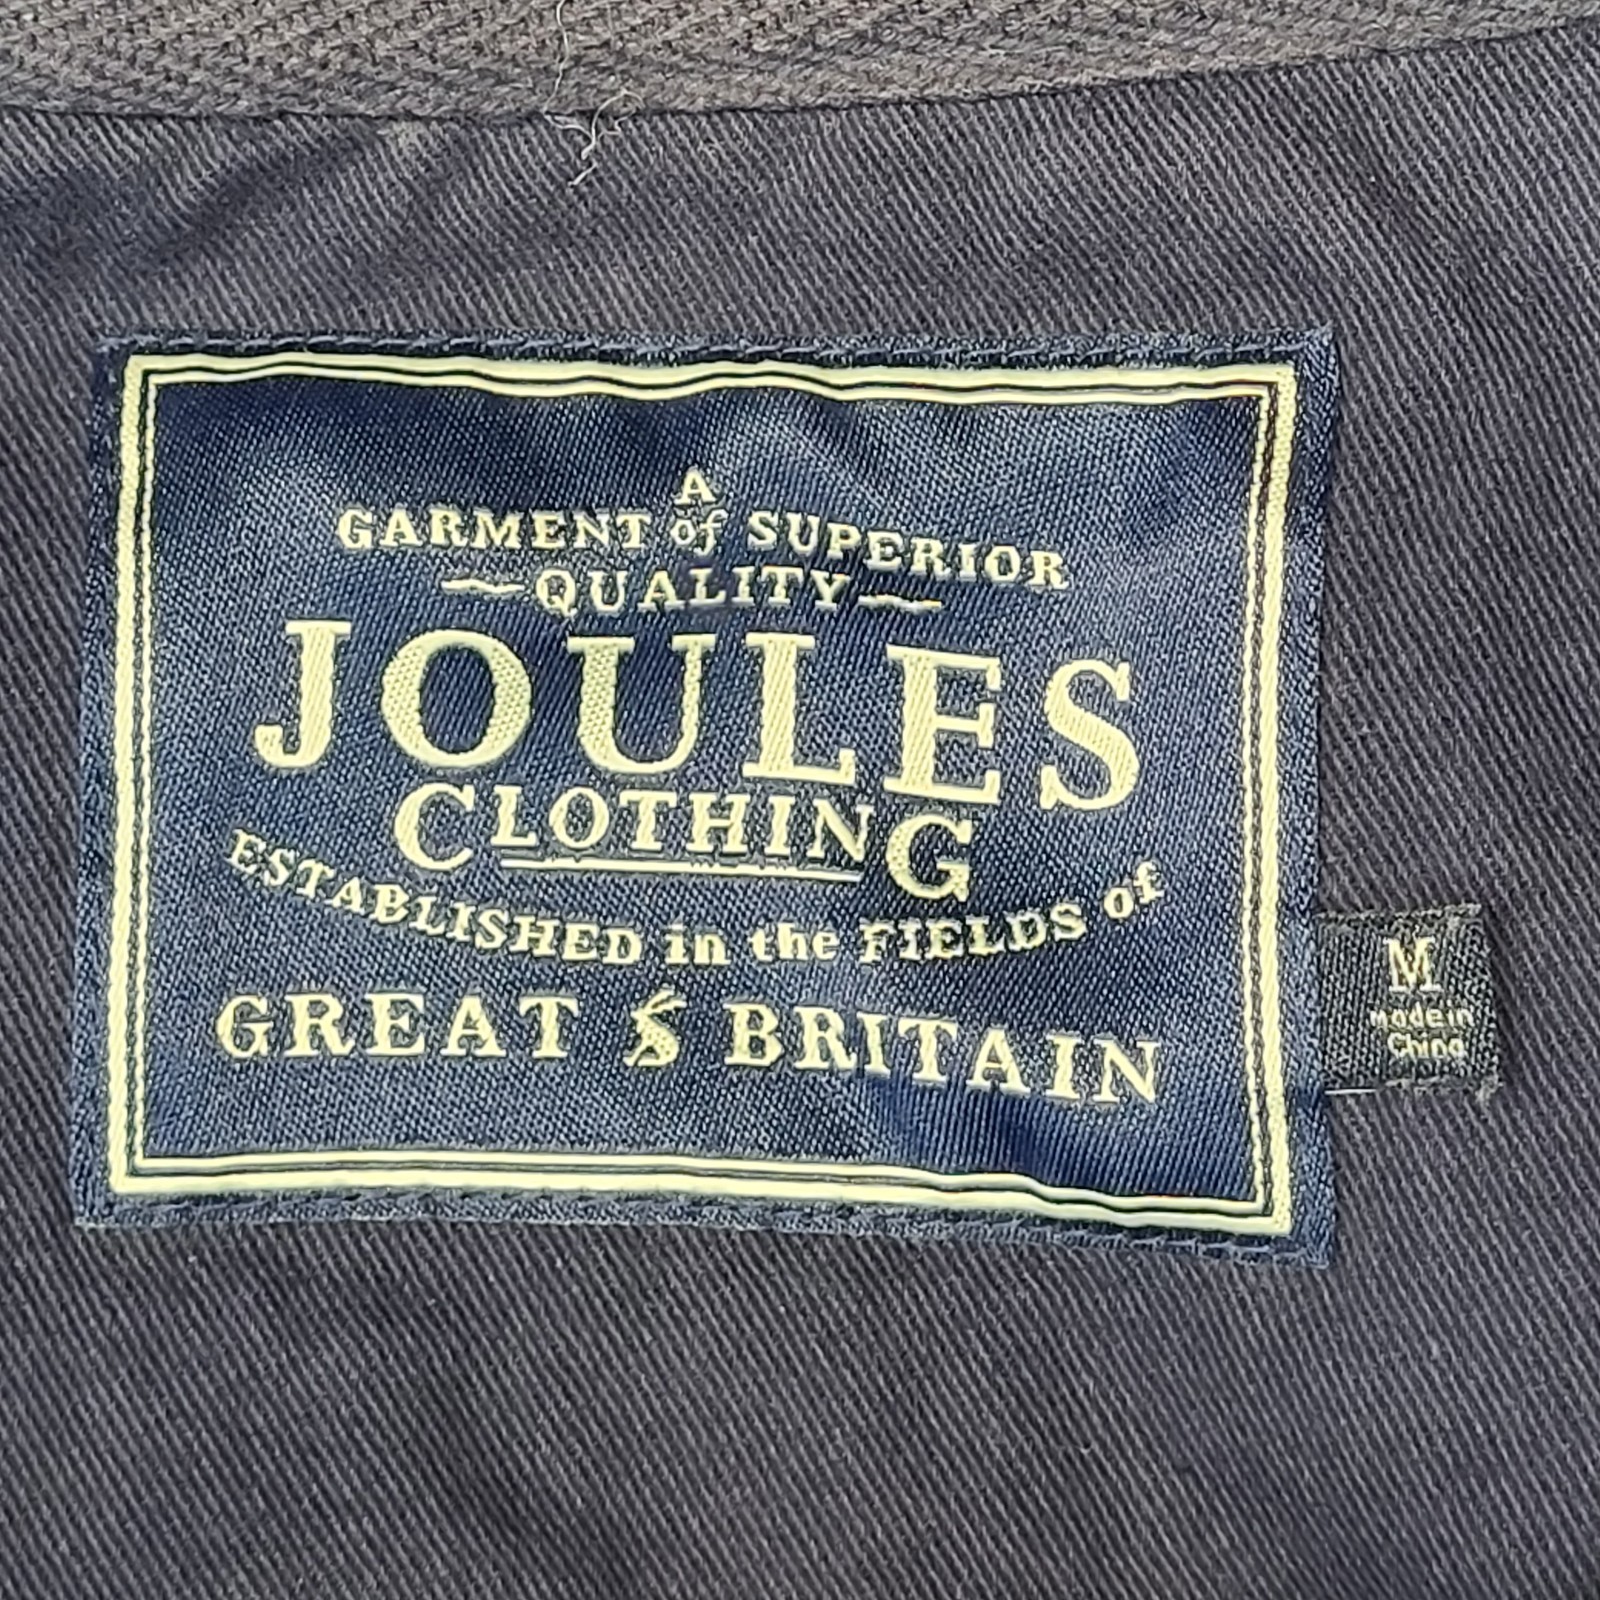 A
GARMENT of SUPERIOR
QUALITY
JOULES
CLOTHING
ESTABLISHED in the FIELDS of
GREAT BRITAIN
M
Made in
China